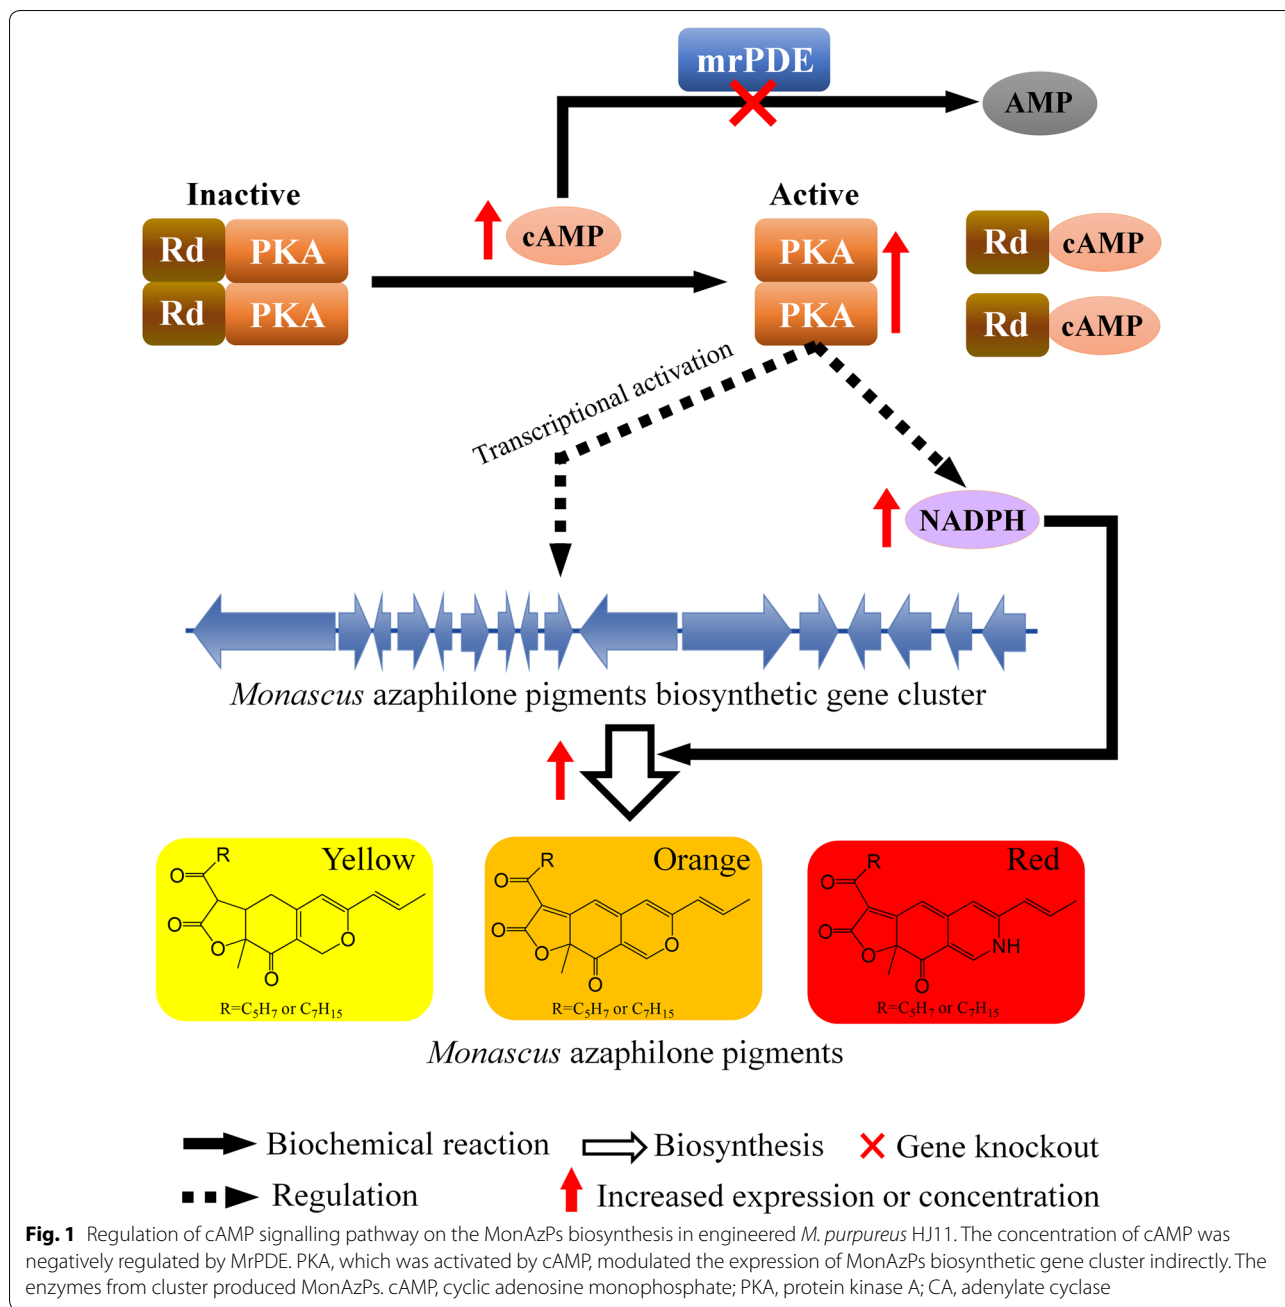 mrPDE
AMP
Inactive
Active
cAMP
Rd PKA
PKA
Rd cAMP
Rd PKA
PKA
Rd cAMP
Transcriptional activation
NADPH
Monascus azaphilone pigments biosynthetic gene cluster
Yellow
R
O
O
O
O
O
R=C5H7 or C7H15
Orange
R
O
O
O
O
O
R=C5H7 or C7H15
Red
R
O
O
O
O
NH
R=C5H7 or C7H15
Monascus azaphilone pigments
Biochemical reaction
Biosynthesis
Gene knockout
Regulation
Increased expression or concentration
Fig. 1 Regulation of cAMP signalling pathway on the MonAzPs biosynthesis in engineered M. purpureus HJ11. The concentration of cAMP was
negatively regulated by MrPDE. PKA, which was activated by cAMP, modulated the expression of MonAzPs biosynthetic gene cluster indirectly. The
enzymes from cluster produced MonAzPs. cAMP, cyclic adenosine monophosphate; PKA, protein kinase A; CA, adenylate cyclase